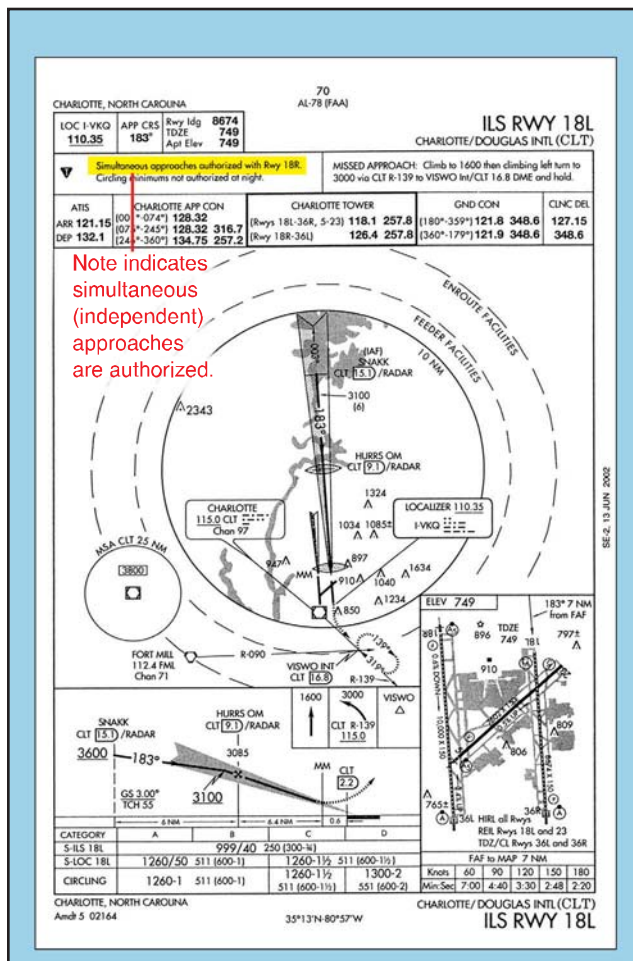 70
AL-78 (FAA)
CHARLOTTE, NORTH CAROLINA
LOC I-VKQ
110.35
APP CRS
183°
Rwy ldg 8674
TDZE 749
Apt Elev 749
ILS RWY 18L
CHARLOTTE/DOUGLAS INTL (CLT)
Simultaneous approaches authorized with Rwy 18R.
Circling minimums not authorized at night.
MISSED APPROACH: Climb to 1600 then climbing left turn to
3000 via CLT R-139 to VISWO Int/CLT 16.8 DME and hold.
ATIS
ARR 121.15
DEP 132.1
CHARLOTTE APP CON
128.32
128.32 316.7
134.75 257.2
CHARLOTTE TOWER
(Rwys 18L-36R, 5-23) 118.1 257.8
(Rwy 18R-36L) 126.4 257.8
GND CON
(180°-359°) 121.8 348.6
(360°-179°) 121.9 348.6
CLNC DEL
127.15
348.6
Note indicates
simultaneous
(independent)
approaches
are authorized.
ENROUTE FACILITIES
FEEDER FACILITIES
10 NM
(IAF)
SNAKK
CLT 15.1 /RADAR
3100
(6)
003°
183°
2343
HURRS OM
CLT 9.1 /RADAR
1324
CHARLOTTE
115.0 CLT
Chan 97
LOCALIZER 110.35
I-VKQ
1034
1085±
947
MM
897
910
1040
1634
1234
850
MSA CLT 25 NM
3800
FORT MILL
112.4 FML
Chan 71
R-090
VISWO INT
CLT 16.8
139°
319°
R-139
SE-2, 13 JUN 2002
ELEV 749
183° 7 NM
from FAF
TDZE
749
896
797±
18R
18L
910
0.6% DOWN
10,000 X 150
8674 X 150
809
806
765±
36L
36R
HIRL all Rwys
REIL Rwys 18L and 23
TDZ/CL Rwys 36L and 36R
FAF to MAP 7 NM
Knots 60 90 120 150 180
Min:Sec 7:00 4:40 3:30 2:48 2:20
1600
3000
CLT R-139
115.0
VISWO
SNAKK
CLT 15.1 /RADAR
HURRS OM
CLT 9.1 /RADAR
3085
3600
183°
3100
GS 3.00°
TCH 55
MM
CLT
2.2
6 NM
6.4 NM
0.6
CATEGORY A B C D
S-ILS 18L 999/40 250 (300-¾)
S-LOC 18L 1260/50 511 (600-1) 1260-1½ 511 (600-1½)
CIRCLING 1260-1 511 (600-1) 1260-1½ 511 (600-1½) 1300-2 551 (600-2)
CHARLOTTE, NORTH CAROLINA
Amdt 5 02164
35°13'N-80°57'W
CHARLOTTE/DOUGLAS INTL (CLT)
ILS RWY 18L